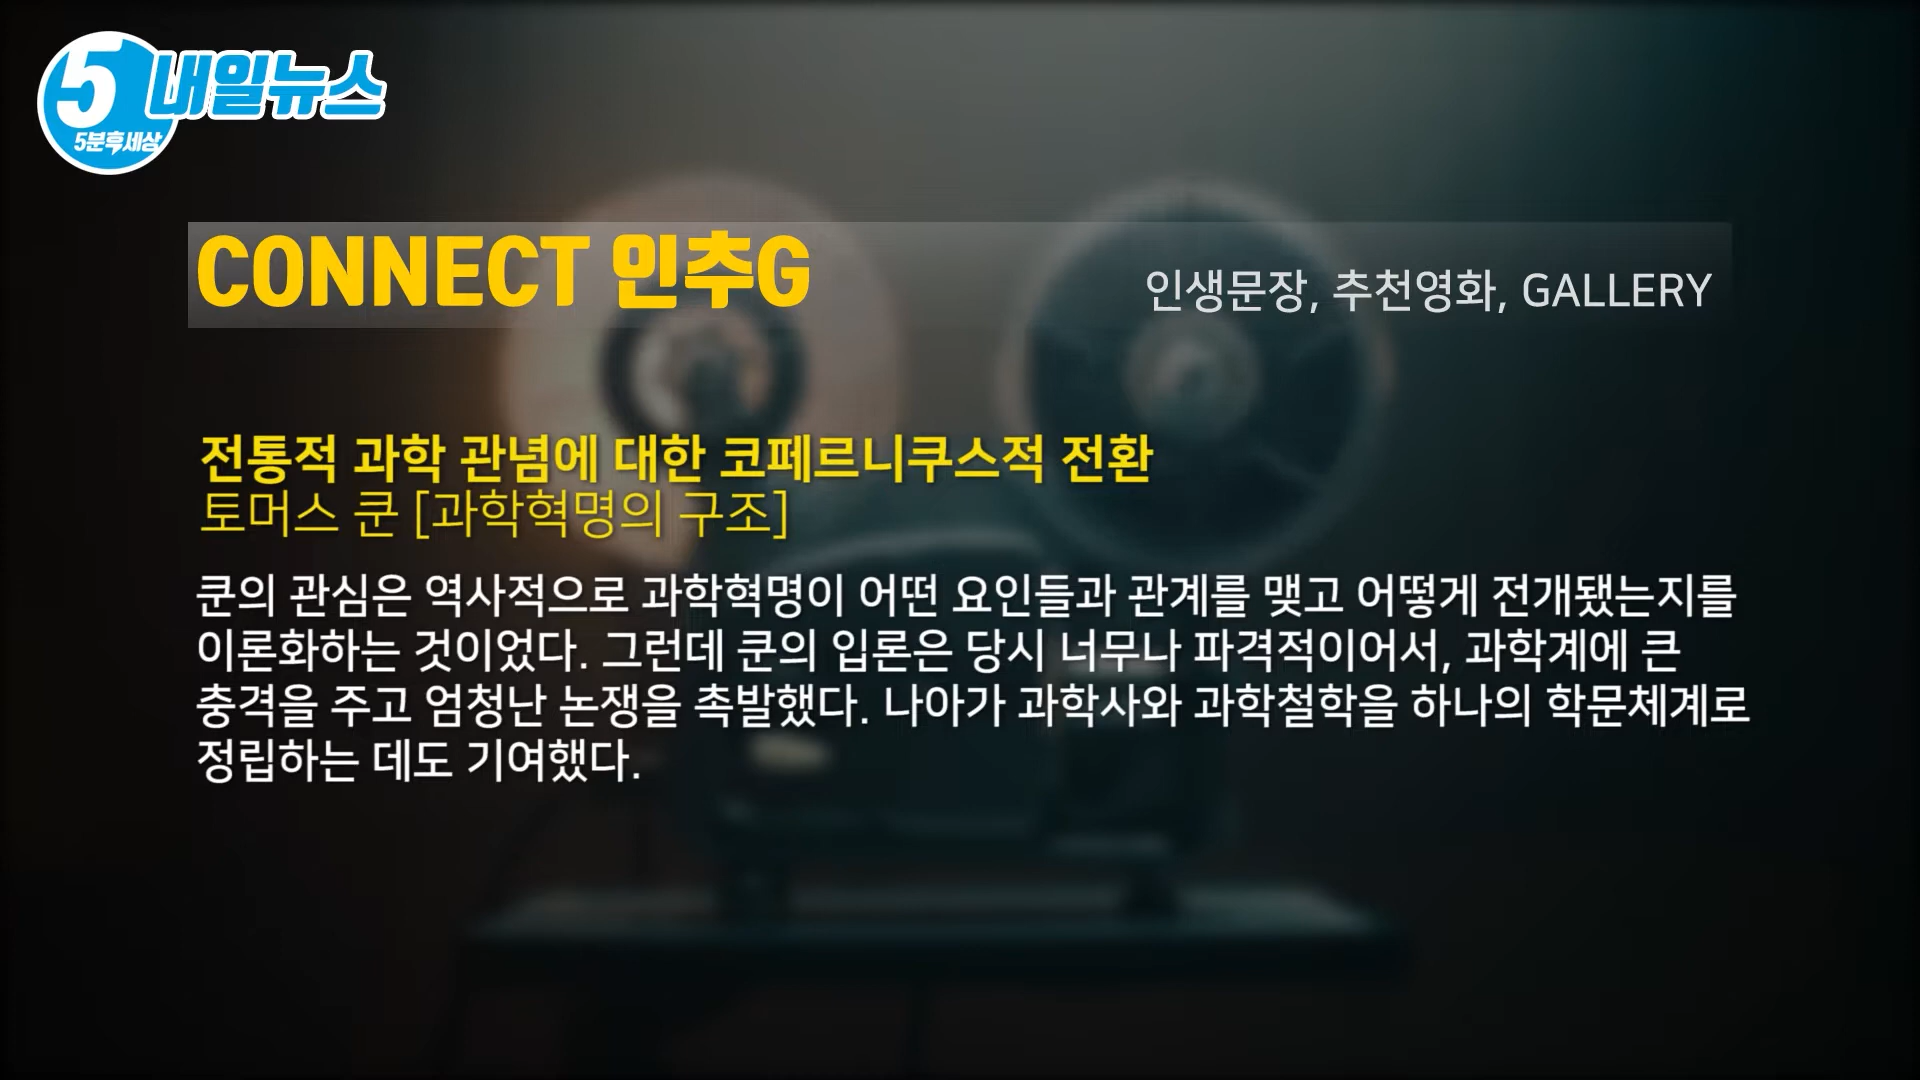 5 내일뉴스
5분후세상
CONNECT 인추G
인생문장, 추천영화, GALLERY
전통적 과학 관념에 대한 코페르니쿠스적 전환
토머스 쿤 [과학혁명의 구조]
쿤의 관심은 역사적으로 과학혁명이 어떤 요인들과 관계를 맺고 어떻게 전개됐는지를
이론화하는 것이었다. 그런데 쿤의 입론은 당시 너무나 파격적이어서, 과학계에 큰
충격을 주고 엄청난 논쟁을 촉발했다. 나아가 과학사와 과학철학을 하나의 학문체계로
정립하는 데도 기여했다.